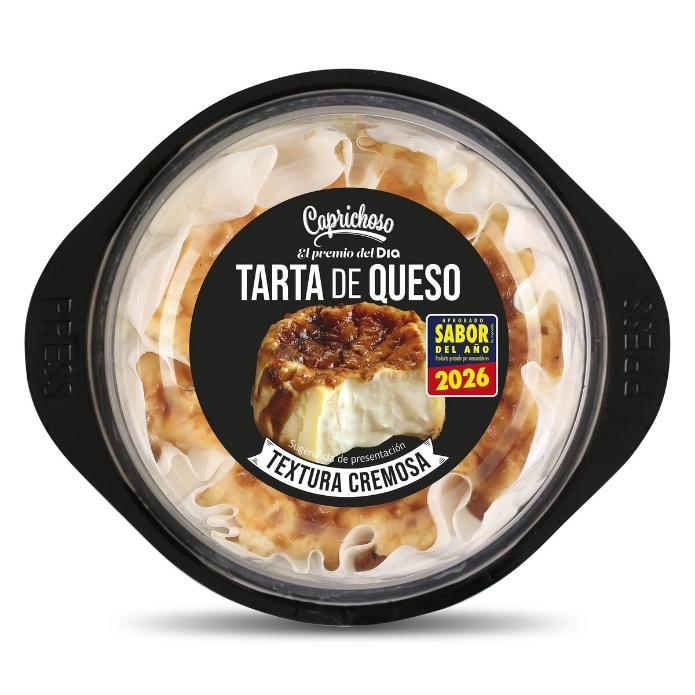 Caprichoso
El premio del Dia
TARTA DE QUESO
APROBADO
SABOR
DEL AÑO
Producto probado por consumidores
2026
Sugerencia de presentación
TEXTURA CREMOSA
PRESS
PRESS